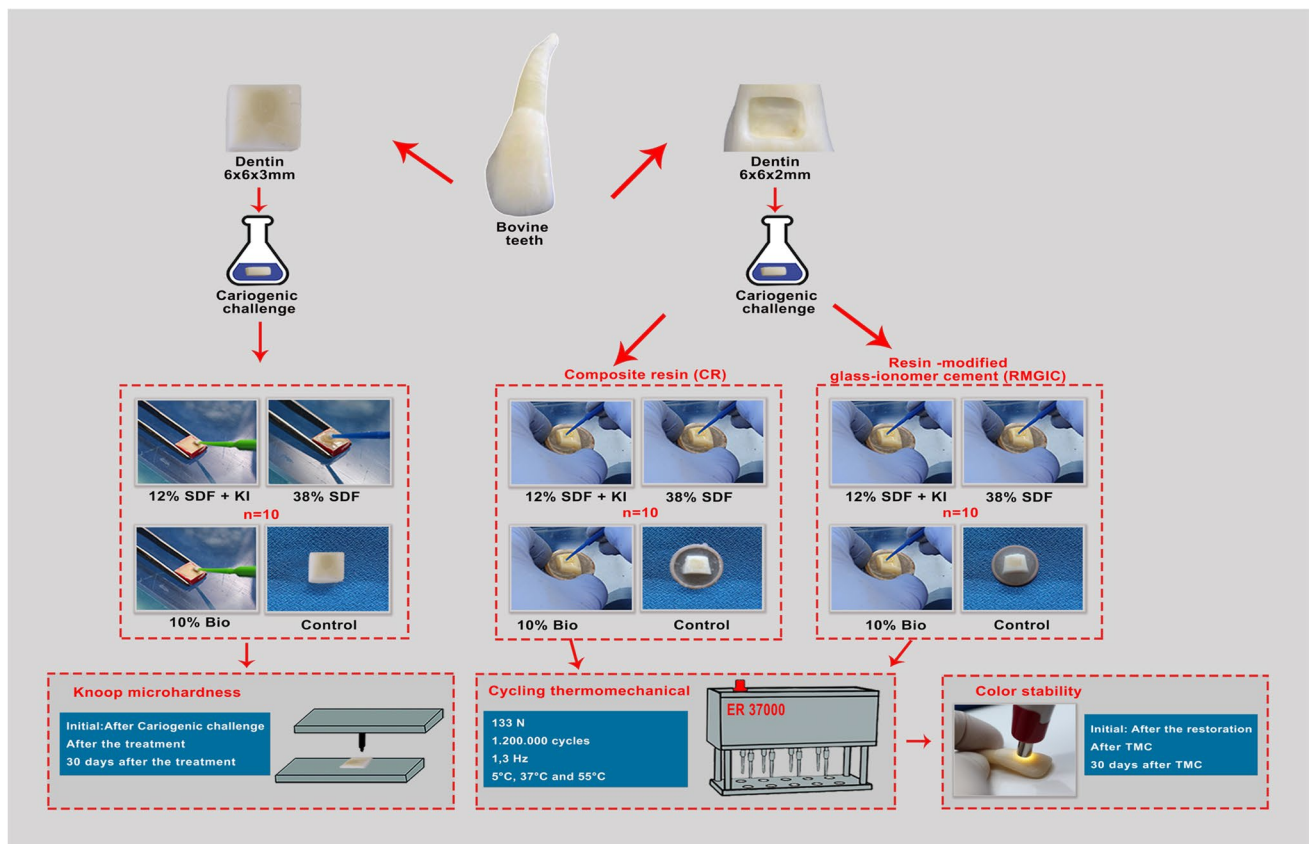 Dentin
6x6x3mm
Bovine
teeth
Dentin
6x6x2mm
Cariogenic
challenge
Cariogenic
challenge
12% SDF + KI
38% SDF
n=10
10% Bio
Control
Composite resin (CR)
12% SDF + KI
38% SDF
n=10
10% Bio
Control
Resin -modified
glass-ionomer cement (RMGIC)
12% SDF + KI
38% SDF
n=10
10% Bio
Control
Knoop microhardness
Initial:After Cariogenic challenge
After the treatment
30 days after the treatment
Cycling thermomechanical
133 N
1.200.000 cycles
1,3 Hz
5°C, 37°C and 55°C
ER 37000
Color stability
Initial: After the restoration
After TMC
30 days after TMC